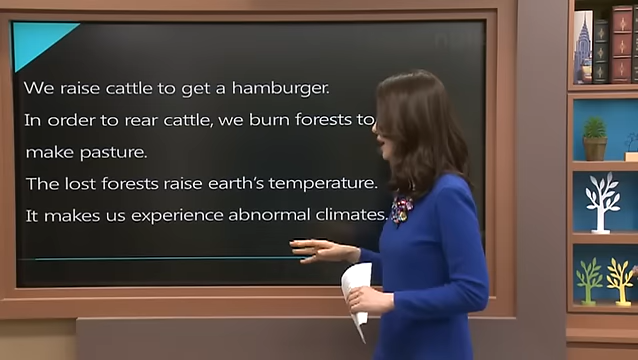 We raise cattle to get a hamburger.
In order to rear cattle, we burn forests to
make pasture.
The lost forests raise earth's temperature.
It makes us experience abnormal climates.